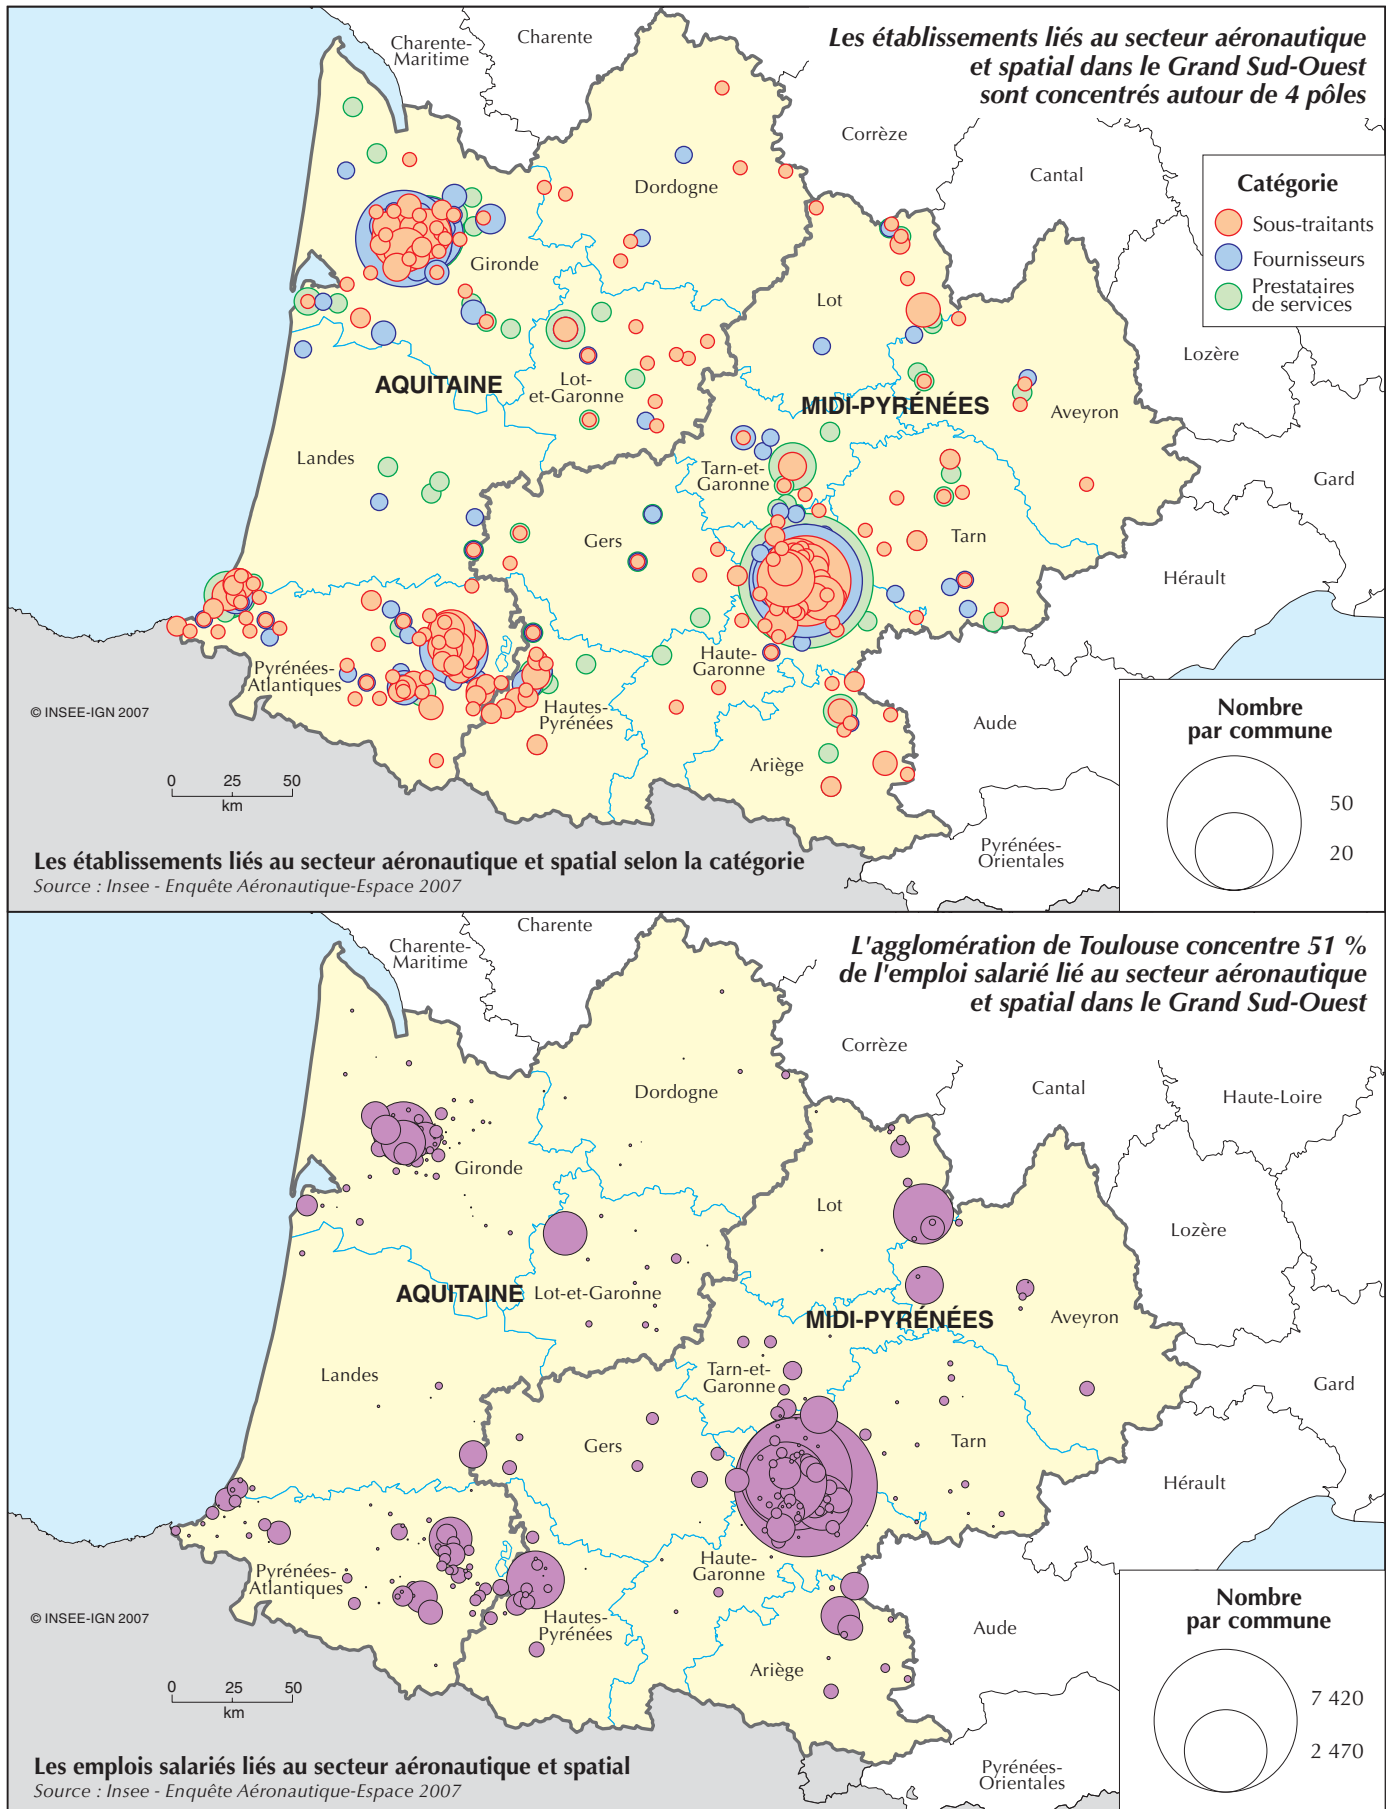 Les établissements liés au secteur aéronautique
et spatial dans le Grand Sud-Ouest
sont concentrés autour de 4 pôles
Charente-
Maritime
Charente
Corrèze
Cantal
Dordogne
Catégorie
Sous-traitants
Fournisseurs
Prestataires
de services
Gironde
Lot
Lozère
AQUITAINE
Lot-
et-Garonne
MIDI-PYRÉNÉES
Aveyron
Landes
Tarn-et-
Garonne
Gard
Gers
Tarn
Hérault
Pyrénées-
Atlantiques
Haute-
Garonne
Hautes-
Pyrénées
© INSEE-IGN 2007
Aude
Ariège
Nombre
par commune
50
20
0 25 50
km
Pyrénées-
Orientales
Les établissements liés au secteur aéronautique et spatial selon la catégorie
Source : Insee - Enquête Aéronautique-Espace 2007
L'agglomération de Toulouse concentre 51 %
de l'emploi salarié lié au secteur aéronautique
et spatial dans le Grand Sud-Ouest
Charente-
Maritime
Charente
Corrèze
Cantal
Haute-Loire
Dordogne
Gironde
Lot
Lozère
AQUITAINE
Lot-et-Garonne
MIDI-PYRÉNÉES
Aveyron
Landes
Tarn-et-
Garonne
Gard
Gers
Tarn
Hérault
Pyrénées-
Atlantiques
Haute-
Garonne
Hautes-
Pyrénées
© INSEE-IGN 2007
Aude
Ariège
Nombre
par commune
7 420
2 470
0 25 50
km
Pyrénées-
Orientales
Les emplois salariés liés au secteur aéronautique et spatial
Source : Insee - Enquête Aéronautique-Espace 2007